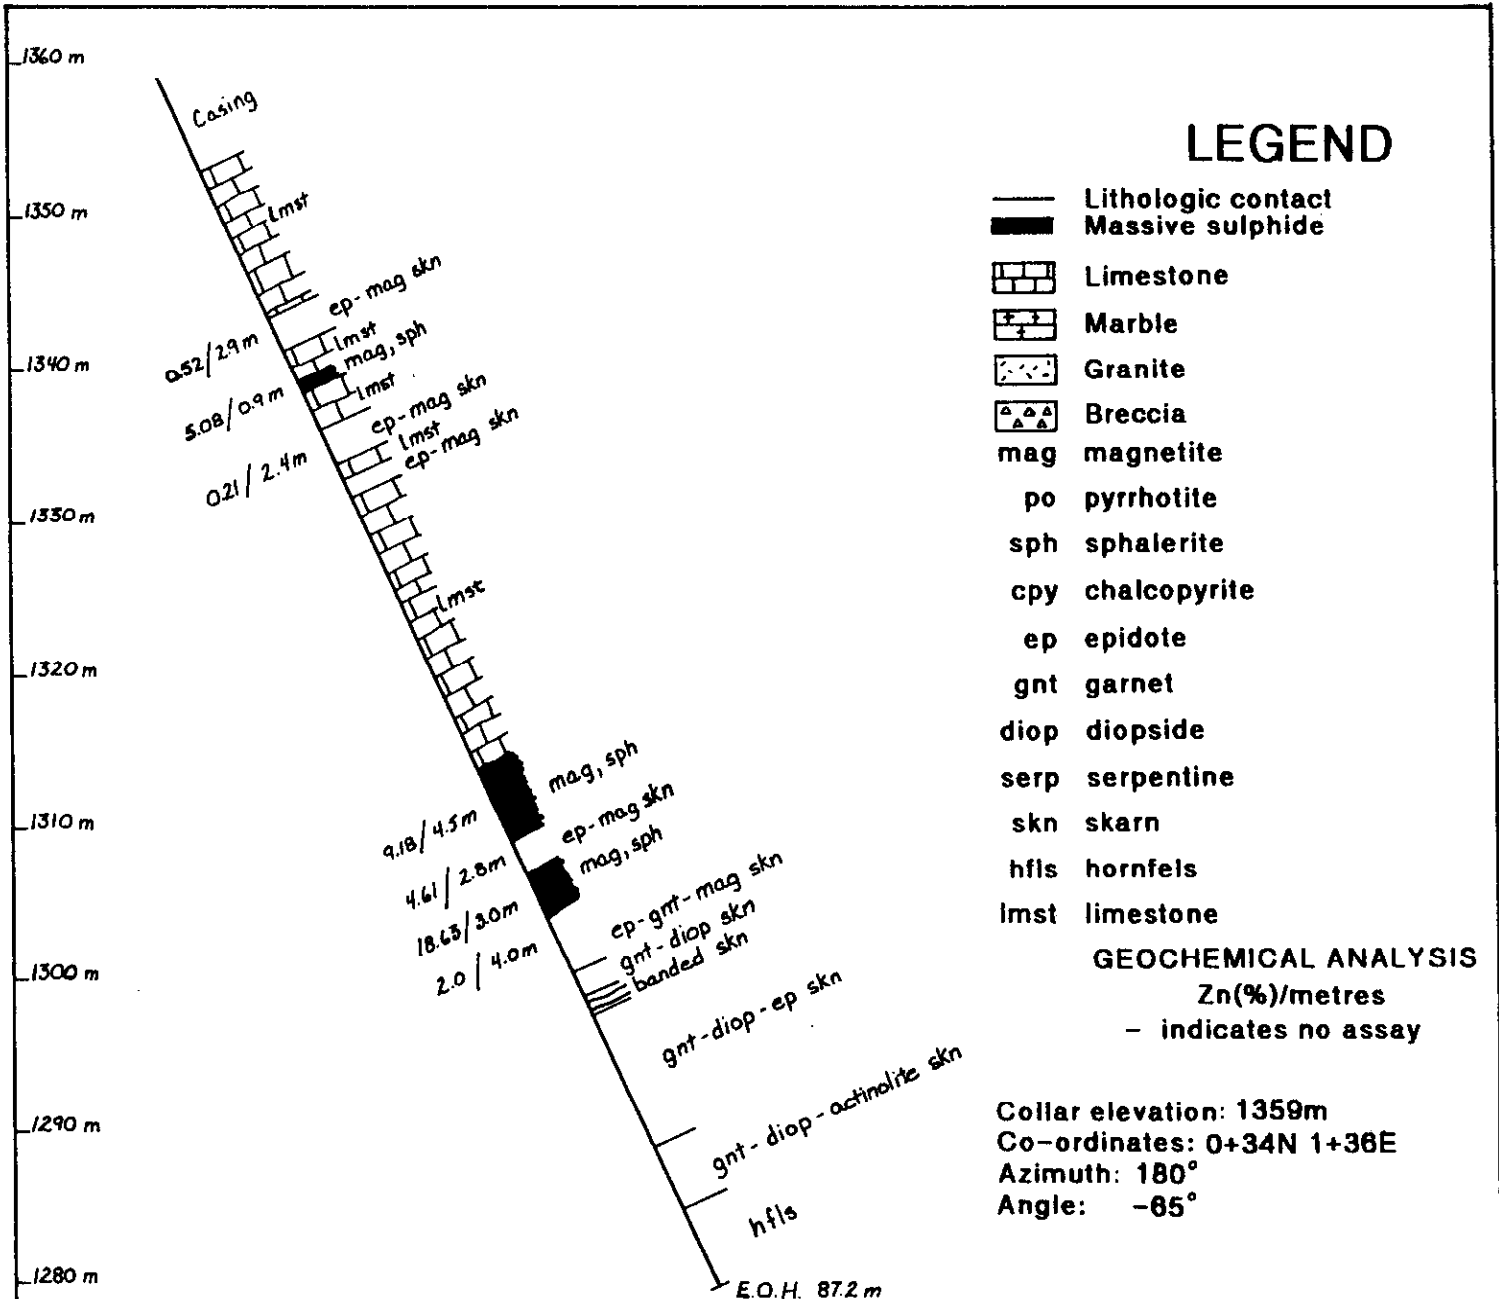 1360 m
Casing
1350 m
lmst
ep-mag skn
lmst
mag, sph
0.52/2.9 m
1340 m
lmst
5.08/0.9 m
ep-mag skn
lmst
ep-mag skn
0.21/2.4 m
1330 m
lmst
1320 m
mag, sph
1310 m
ep-mag skn
9.18/4.5 m
mag, sph
4.61/2.8 m
ep-gnt-mag skn
18.63/3.0 m
gnt-diop skn
banded skn
2.0/4.0 m
1300 m
gnt-diop-ep skn
gnt-diop-actinolite skn
1290 m
hfls
1280 m
E.O.H. 87.2 m
LEGEND
Lithologic contact
Massive sulphide
Limestone
Marble
Granite
Breccia
mag magnetite
po pyrrhotite
sph sphalerite
cpy chalcopyrite
ep epidote
gnt garnet
diop diopside
serp serpentine
skn skarn
hfls hornfels
lmst limestone
GEOCHEMICAL ANALYSIS
Zn(%)/metres
– indicates no assay
Collar elevation: 1359m
Co-ordinates: 0+34N 1+36E
Azimuth: 180°
Angle: -65°